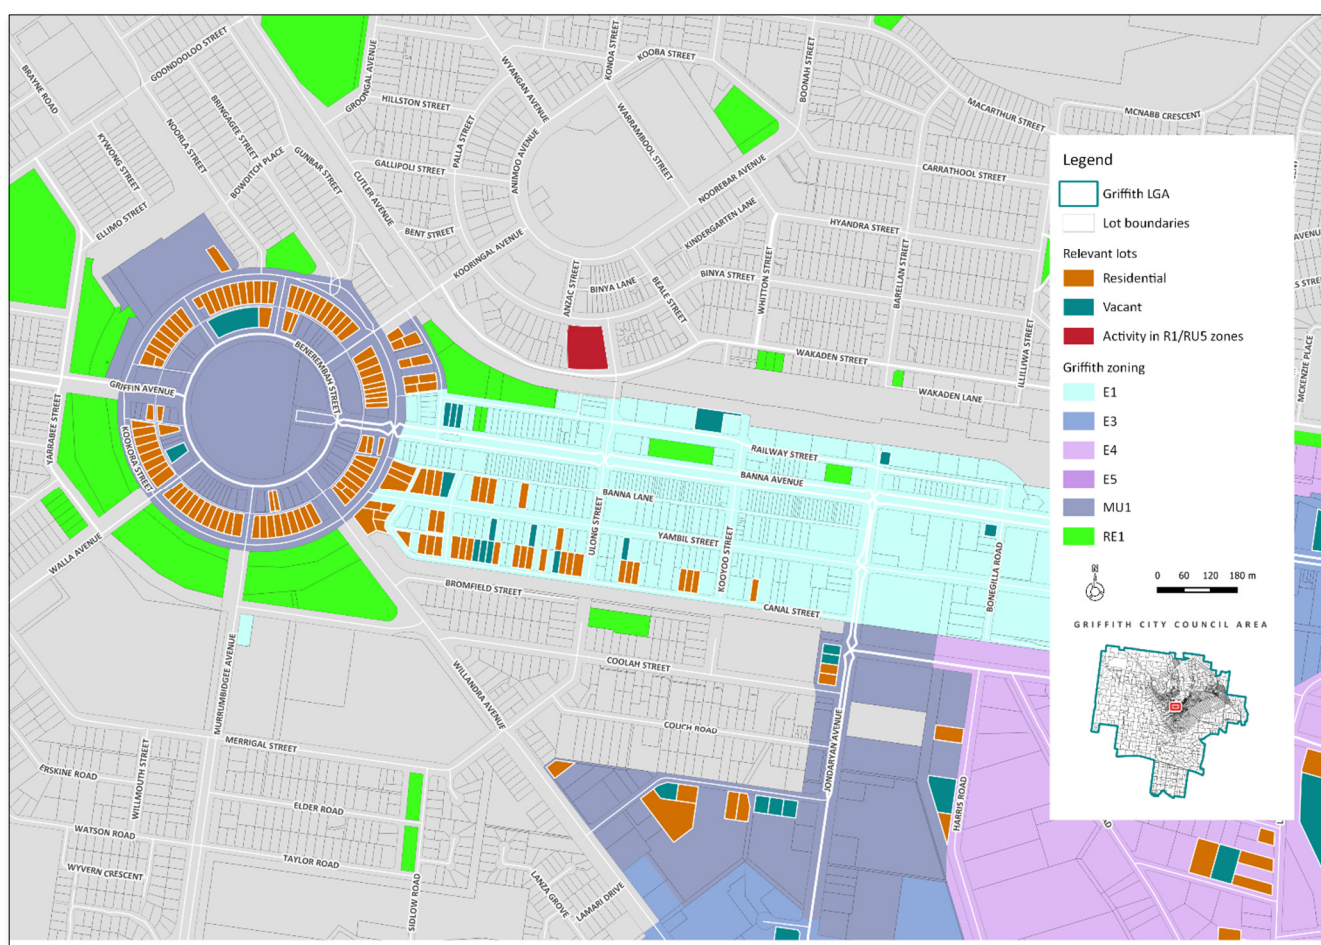 GOONDOOLOO STREET
BRAYNE ROAD
BRINGAGEE STREET
NOORLA STREET
KYWONG STREET
BOWDITCH PLACE
GUNBAR STREET
ELLIMO STREET
GROONGAL AVENUE
HILLSTON STREET
PALLA STREET
GALLIPOLI STREET
CUTLER AVENUE
BENT STREET
KOORINGAL AVENUE
WYANGAN AVENUE
ANIMOO AVENUE
KONOA STREET
KOOBA STREET
WARRAMBOOL STREET
BOONAH STREET
NOOREBAR AVENUE
KINDERGARTEN LANE
MACARTHUR STREET
MCNABB CRESCENT
CARRATHOOL STREET
HYANDRA STREET
ANZAC STREET
BINYA LANE
BEALE STREET
BINYA STREET
WHITTON STREET
BARELLAN STREET
ILLILLIWA STREET
WAKADEN STREET
WAKADEN LANE
MCKENZIE PLACE
GRIFFIN AVENUE
BENEREMBAH STREET
YARRABEE STREET
KOOKORA STREET
WALLA AVENUE
RAILWAY STREET
BANNA AVENUE
BANNA LANE
ULONG STREET
YAMBIL STREET
KOOYOO STREET
CANAL STREET
BONEGILLA ROAD
BROMFIELD STREET
COOLAH STREET
COUCH ROAD
WILLANDRA AVENUE
MURRUMBIDGEE AVENUE
JONDARYAN AVENUE
HARRIS ROAD
MERRIGAL STREET
ERSKINE ROAD
WILLMOUTH STREET
ELDER ROAD
WATSON ROAD
TAYLOR ROAD
WYVERN CRESCENT
SIDLOW ROAD
LANZA GROVE
LAMARI DRIVE
Legend
Griffith LGA
Lot boundaries
Relevant lots
Residential
Vacant
Activity in R1/RU5 zones
Griffith zoning
E1
E3
E4
E5
MU1
RE1
0 60 120 180 m
GRIFFITH CITY COUNCIL AREA